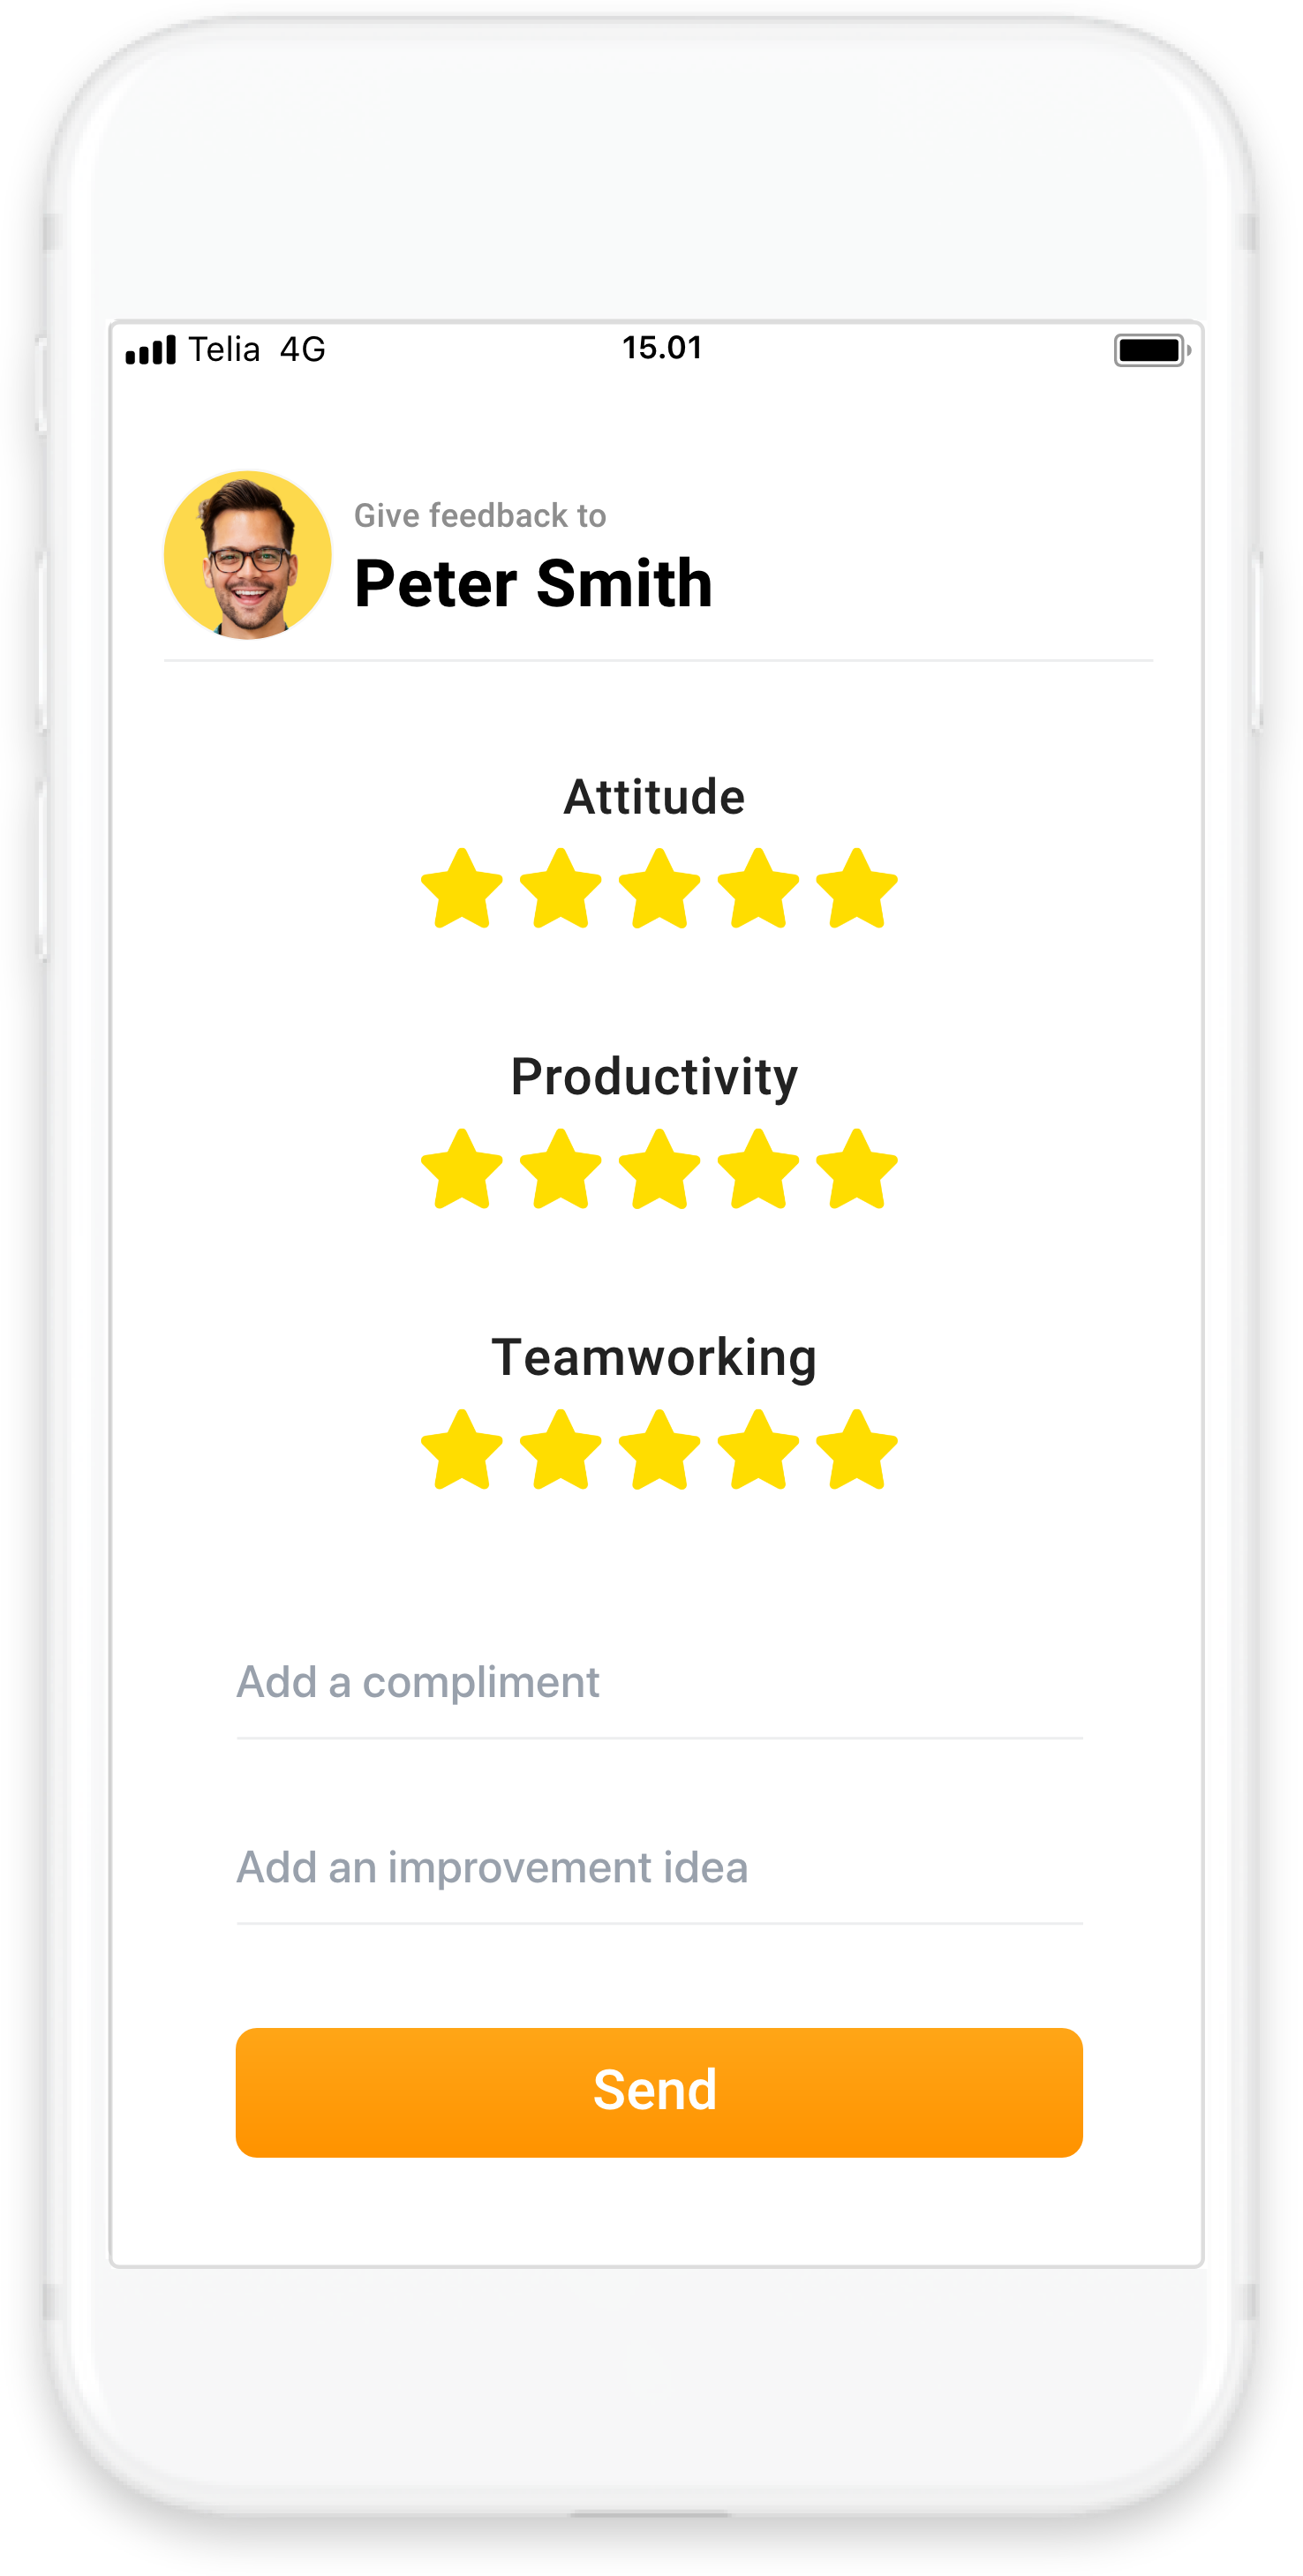 Telia 4G 15.01
Give feedback to
Peter Smith
Attitude
Productivity
Teamworking
Add a compliment
Add an improvement idea
Send